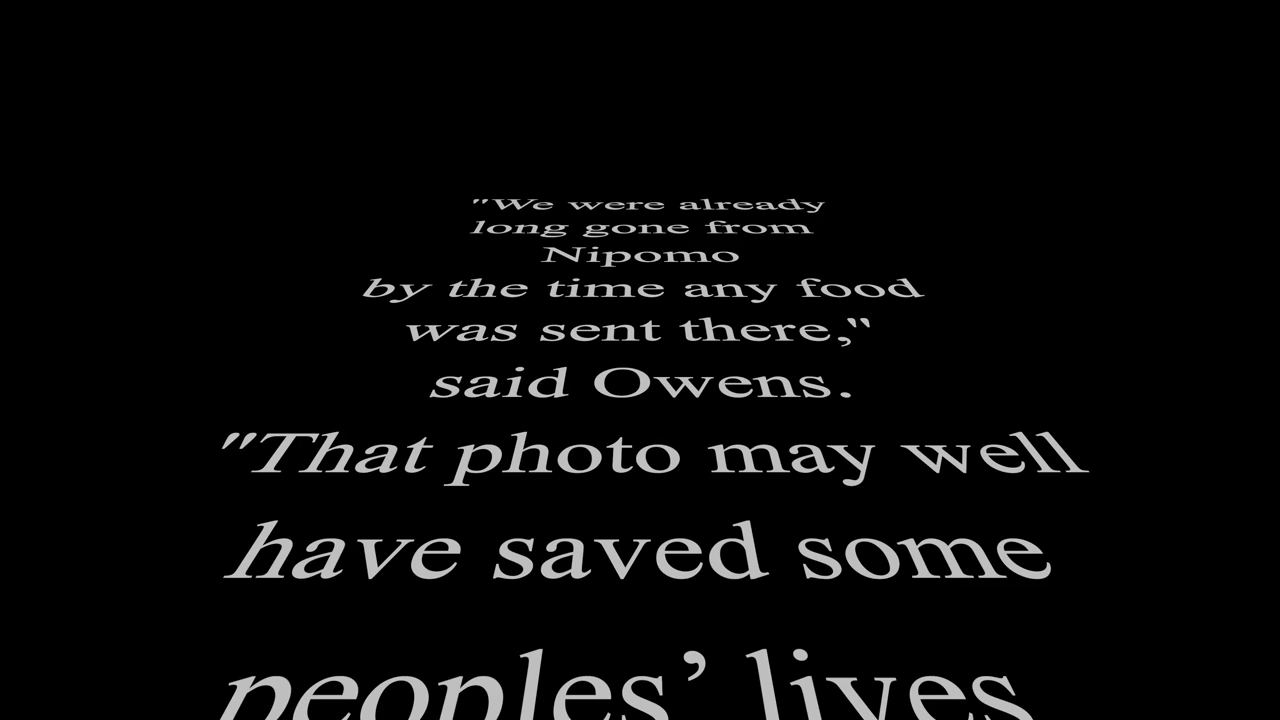 "We were already
long gone from
Nipomo
by the time any food
was sent there,"
said Owens.
"That photo may well
have saved some
peoples’ lives